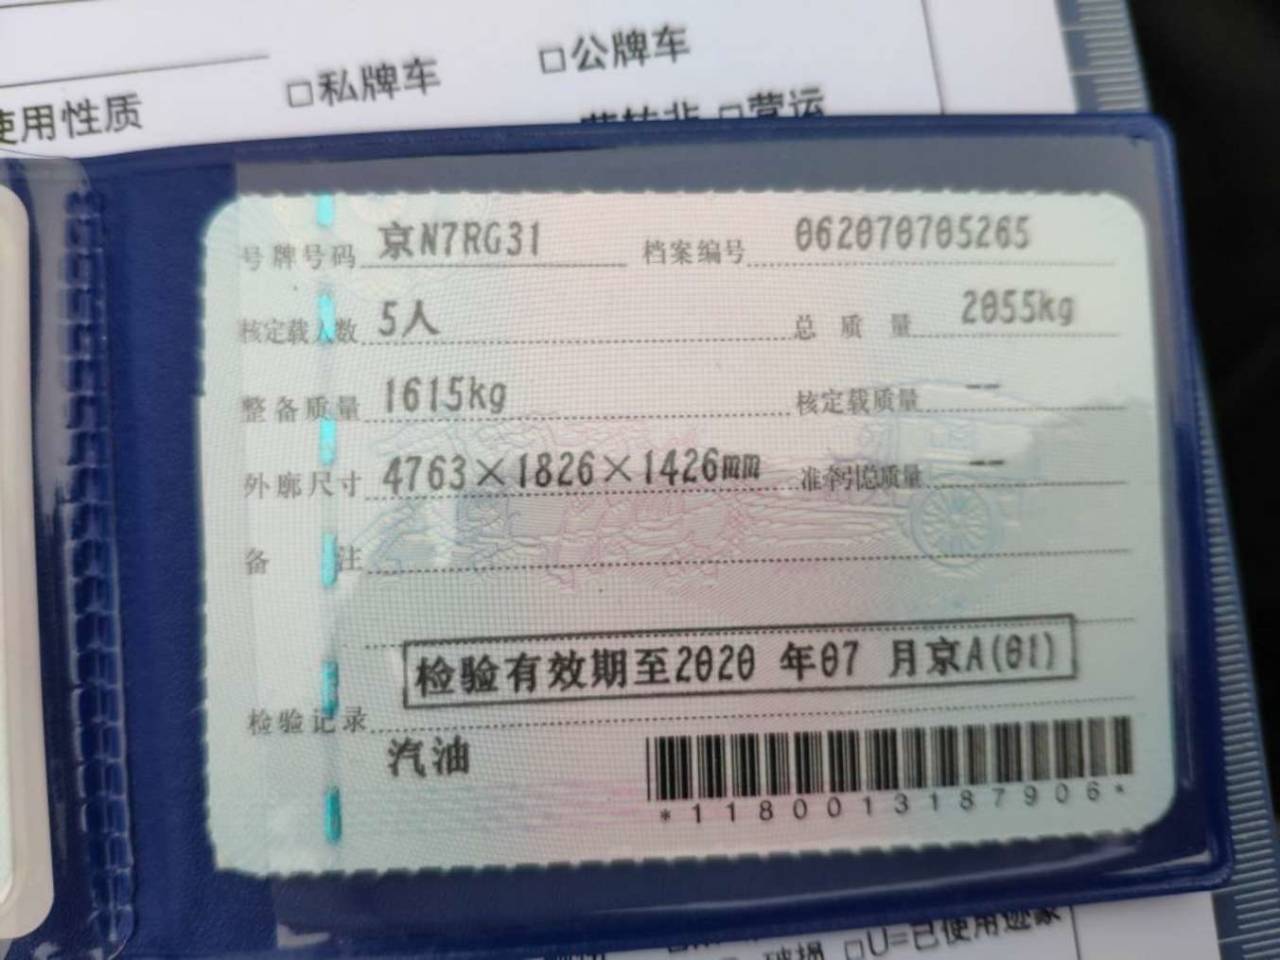 □私牌车 □公牌车
使用性质
□营运
号牌号码 京N7RG31 档案编号 062070705265
核定载人数 5人 总质量 2055kg
整备质量 1615kg 核定载质量 --
外廓尺寸 4763×1826×1426mm 准牵引总质量 --
备注
检验有效期至2020 年07 月京A(01)
检验记录
汽油
*1180013187906*
□U=已使用迹象